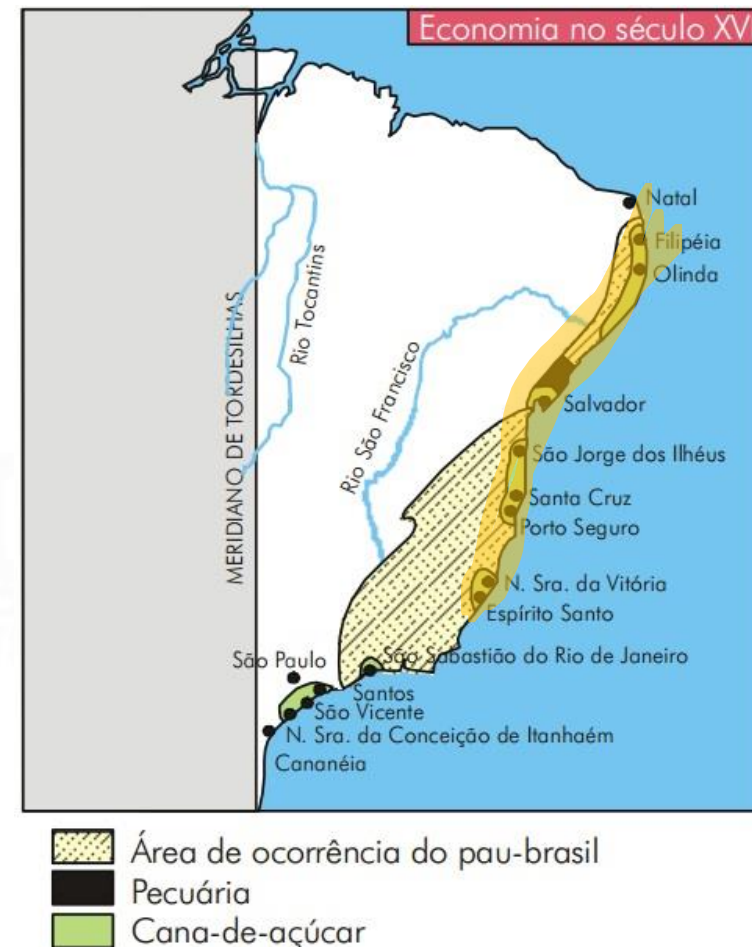 Economia no século XV
Natal
Filipéia
Olinda
MERIDIANO DE TORDESILHAS
Rio Tocantins
Rio São Francisco
Salvador
São Jorge dos Ilhéus
Santa Cruz
Porto Seguro
N. Sra. da Vitória
Espírito Santo
São Paulo
São Sabastião do Rio de Janeiro
Santos
São Vicente
N. Sra. da Conceição de Itanhaém
Cananéia
Área de ocorrência do pau-brasil
Pecuária
Cana-de-açúcar